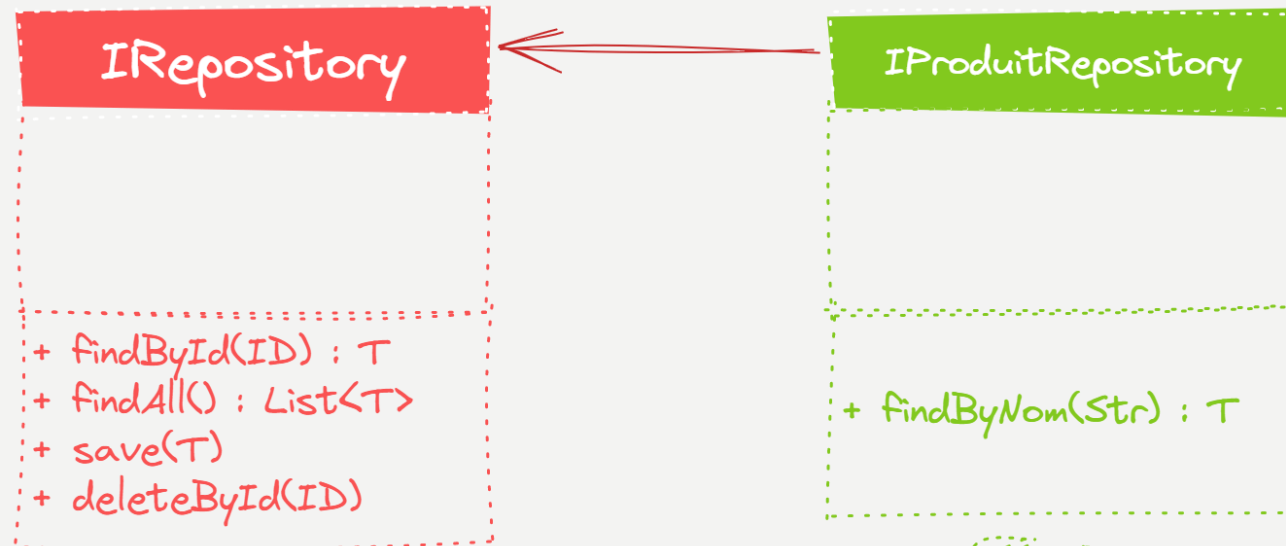 IRepository
+ findById(ID) : T
+ findAll() : List<T>
+ save(T)
+ deleteById(ID)
IProduitRepository
+ findByNom(Str) : T